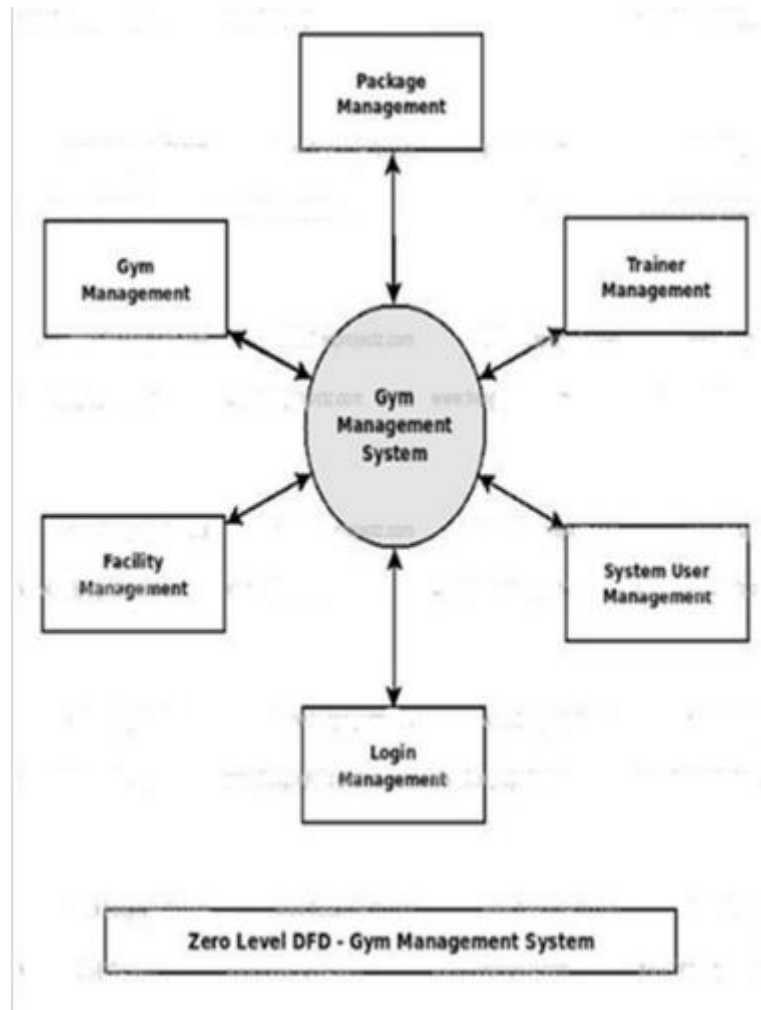 Package
Management
Gym
Management
Trainer
Management
Gym
Management
System
Facility
Management
System User
Management
Login
Management
Zero Level DFD - Gym Management System